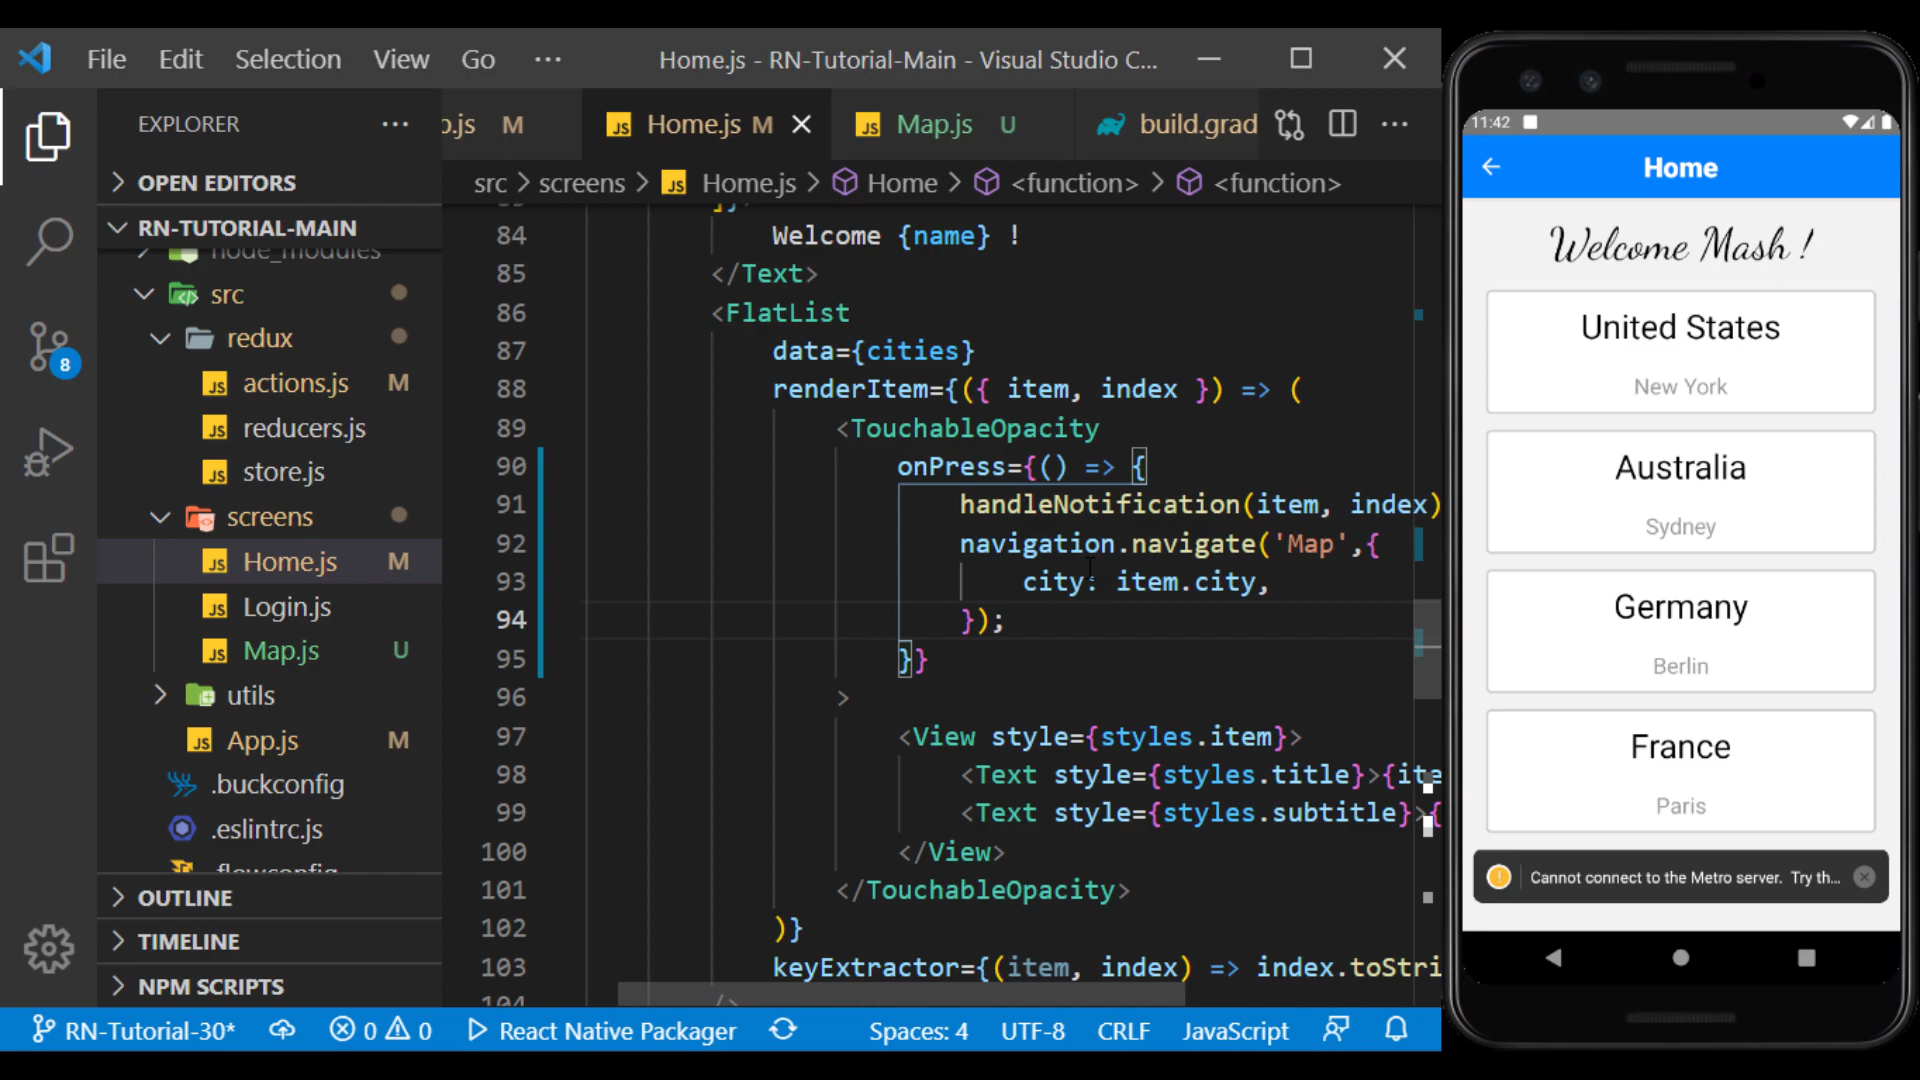 File Edit Selection View Go ··· Home.js - RN-Tutorial-Main - Visual Studio C...
EXPLORER ···
.js M
Home.js M
Map.js U
build.grad
···
src > screens > Home.js > Home > <function> > <function>
OPEN EDITORS
RN-TUTORIAL-MAIN
node_modules
src
redux
actions.js M
reducers.js
store.js
screens
Home.js M
Login.js
Map.js U
utils
App.js M
.buckconfig
.eslintrc.js
.flowconfig
OUTLINE
TIMELINE
NPM SCRIPTS
8
84 Welcome {name} !
85 </Text>
86 <FlatList
87 data={cities}
88 renderItem={({ item, index }) => (
89 <TouchableOpacity
90 onPress={() => {
91 handleNotification(item, index)
92 navigation.navigate('Map',{
93 city: item.city,
94 });
95 }}
96 >
97 <View style={styles.item}>
98 <Text style={styles.title}>{ite
99 <Text style={styles.subtitle}>{
100 </View>
101 </TouchableOpacity>
102 )}
103 keyExtractor={(item, index) => index.toStri
104 />
RN-Tutorial-30* 0 0 React Native Packager Spaces: 4 UTF-8 CRLF JavaScript
11:42
Home
Welcome Mash !
United States
New York
Australia
Sydney
Germany
Berlin
France
Paris
Cannot connect to the Metro server. Try th...